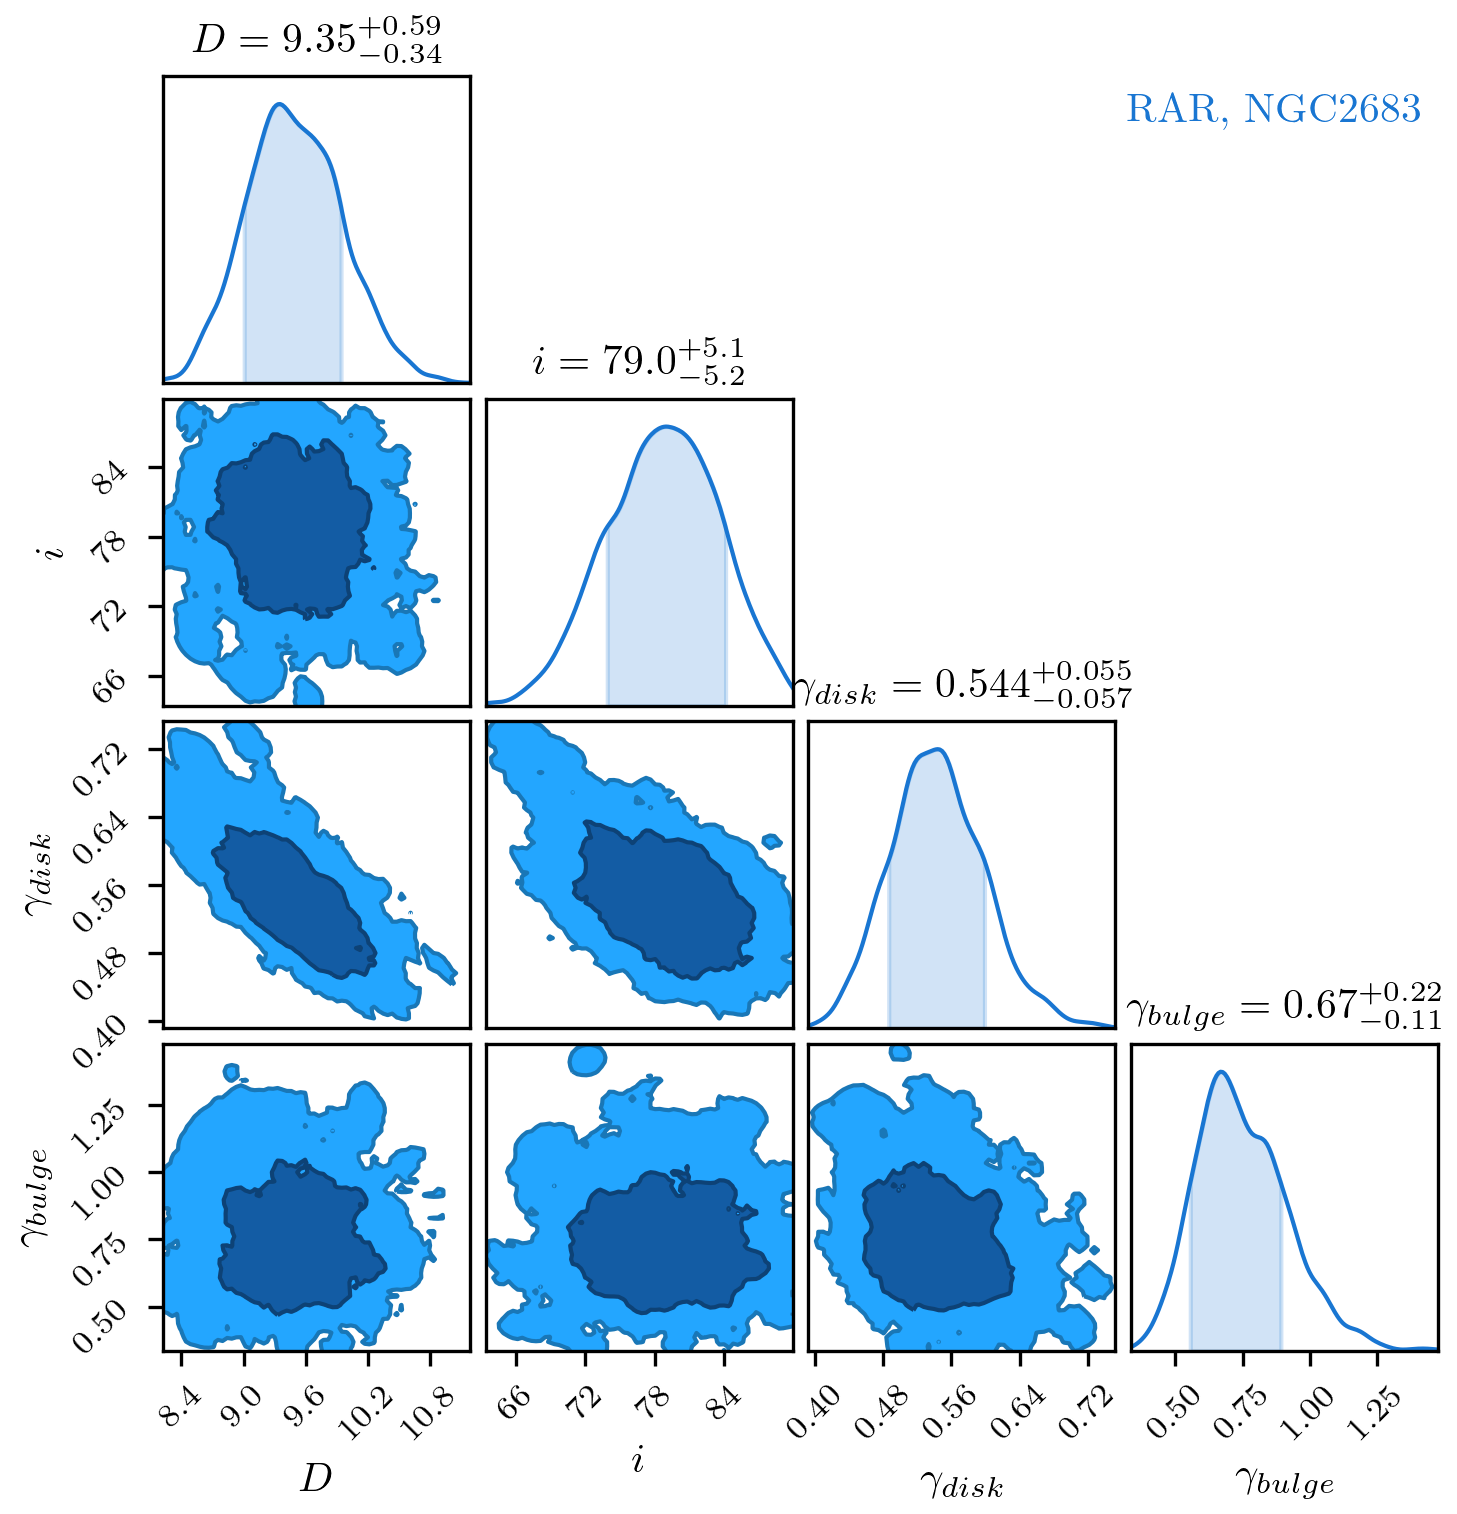 D = 9.35^{+0.59}_{-0.34}
RAR, NGC2683
i = 79.0^{+5.1}_{-5.2}
84
78
72
66
i
γ_{disk} = 0.544^{+0.055}_{-0.057}
0.72
0.64
0.56
0.48
0.40
γ_{disk}
γ_{bulge} = 0.67^{+0.22}_{-0.11}
1.25
1.00
0.75
0.50
γ_{bulge}
8.4 9.0 9.6 10.2 10.8
66 72 78 84
0.40 0.48 0.56 0.64 0.72
0.50 0.75 1.00 1.25
D
i
γ_{disk}
γ_{bulge}